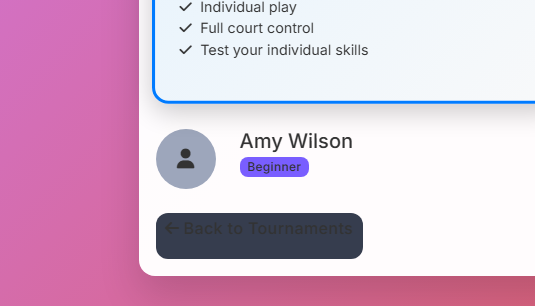 Individual play
Full court control
Test your individual skills
Amy Wilson
Beginner
← Back to Tournaments